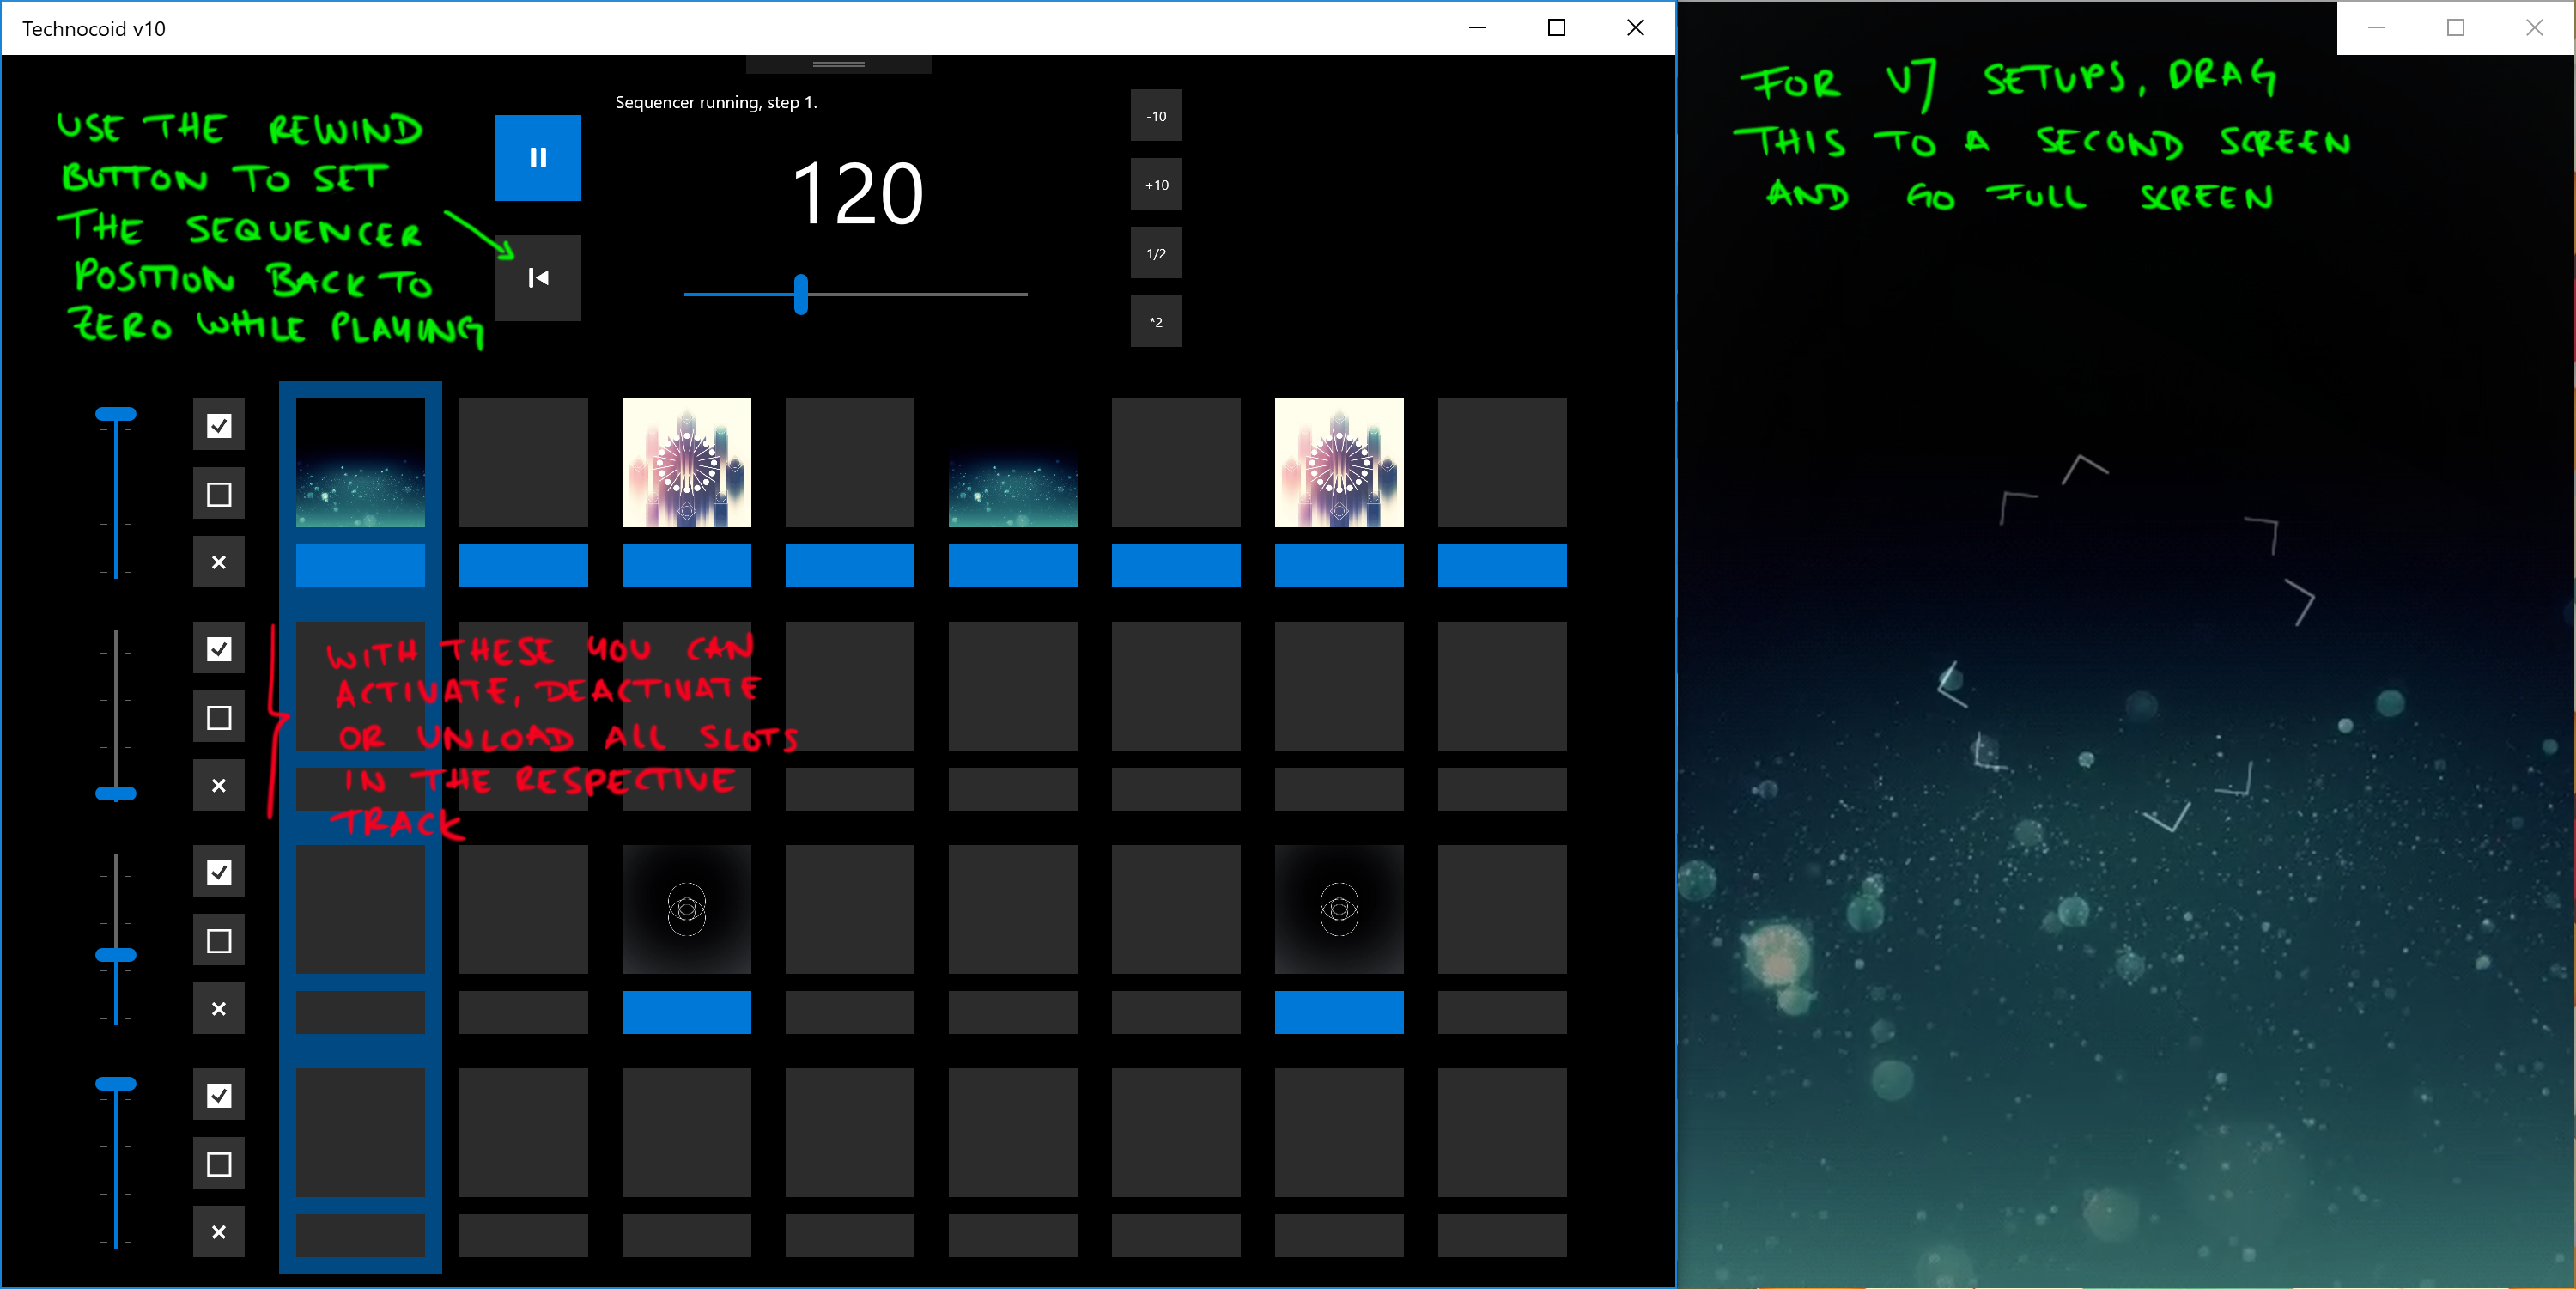 Technocoid v10
USE THE REWIND
BUTTON TO SET
THE SEQUENCER
POSITION BACK TO
ZERO WHILE PLAYING
Sequencer running, step 1.
120
-10
+10
1/2
*2
WITH THESE YOU CAN
ACTIVATE, DEACTIVATE
OR UNLOAD ALL SLOTS
IN THE RESPECTIVE
TRACK
FOR VJ SETUPS, DRAG
THIS TO A SECOND SCREEN
AND GO FULL SCREEN